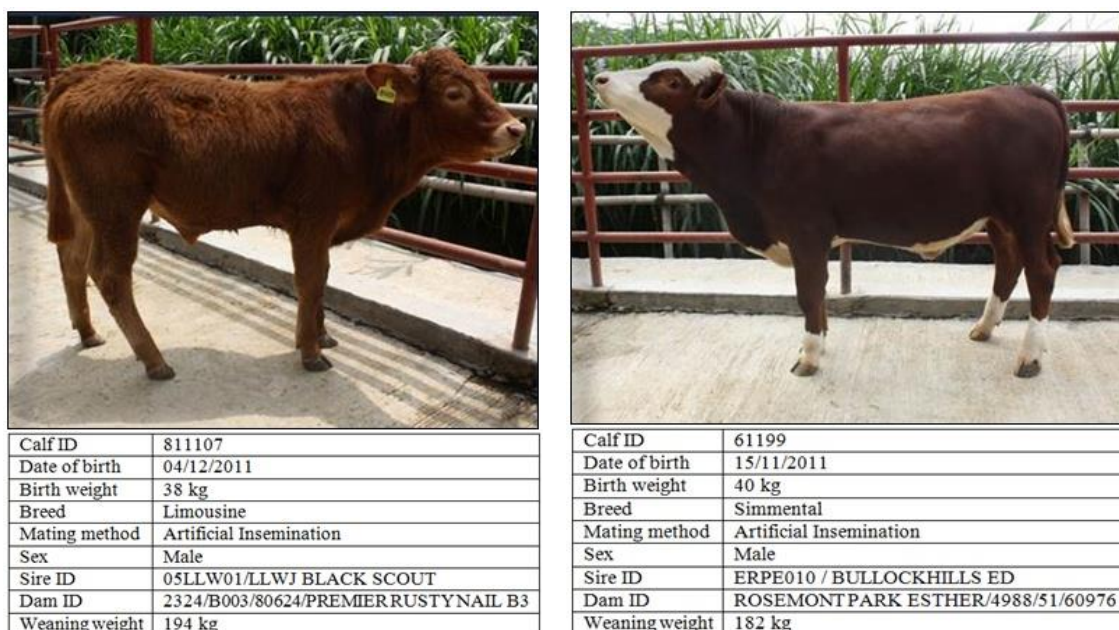 Calf ID 811107
Date of birth 04/12/2011
Birth weight 38 kg
Breed Limousine
Mating method Artificial Insemination
Sex Male
Sire ID 05LLW01/LLWJ BLACK SCOUT
Dam ID 2324/B003/80624/PREMIER RUSTY NAIL B3
Weaning weight 194 kg
Calf ID 61199
Date of birth 15/11/2011
Birth weight 40 kg
Breed Simmental
Mating method Artificial Insemination
Sex Male
Sire ID ERPE010 / BULLOCKHILLS ED
Dam ID ROSEMONT PARK ESTHER/4988/51/60976
Weaning weight 182 kg